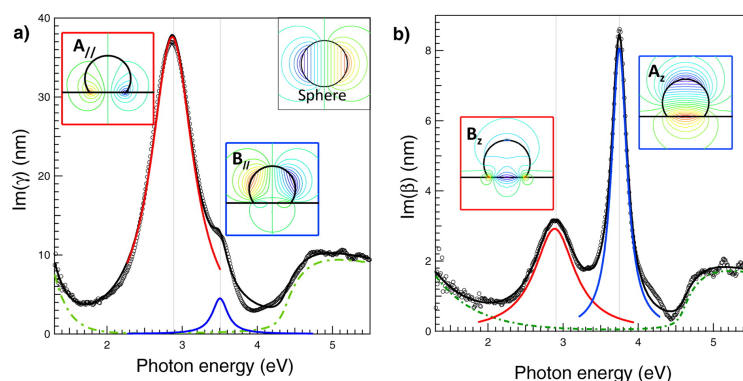 a)
40
30
20
10
0
Im(γ) (nm)
A//
Sphere
B//
2
3
4
5
Photon energy (eV)
b)
8
6
4
2
0
Im(β) (nm)
Bz
Az
2
3
4
5
Photon energy (eV)